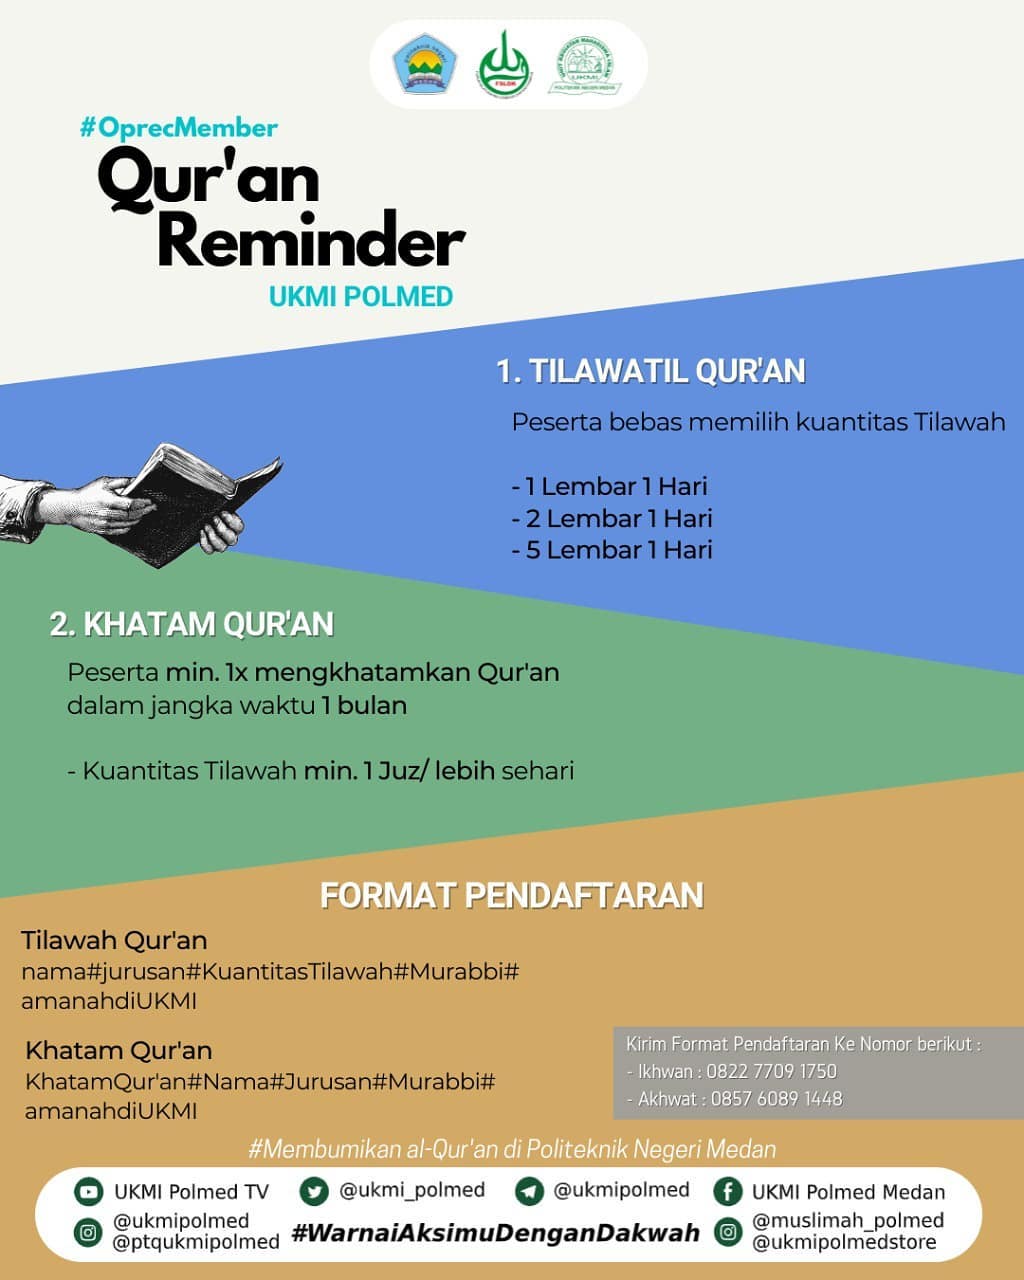 FSLDK
UKMI
POLITEKNIK NEGERI MEDAN
#OprecMember
Qur'an
Reminder
UKMI POLMED
1. TILAWATIL QUR'AN
Peserta bebas memilih kuantitas Tilawah
- 1 Lembar 1 Hari
- 2 Lembar 1 Hari
- 5 Lembar 1 Hari
2. KHATAM QUR'AN
Peserta min. 1x mengkhatamkan Qur'an
dalam jangka waktu 1 bulan
- Kuantitas Tilawah min. 1 Juz/ lebih sehari
FORMAT PENDAFTARAN
Tilawah Qur'an
nama#jurusan#KuantitasTilawah#Murabbi#
amanahdiUKMI
Khatam Qur'an
KhatamQur'an#Nama#Jurusan#Murabbi#
amanahdiUKMI
Kirim Format Pendaftaran Ke Nomor berikut :
- Ikhwan : 0822 7709 1750
- Akhwat : 0857 6089 1448
#Membumikan al-Qur'an di Politeknik Negeri Medan
UKMI Polmed TV
@ukmi_polmed
@ukmipolmed
UKMI Polmed Medan
@ukmipolmed
@ptqukmipolmed
#WarnaiAksimuDenganDakwah
@muslimah_polmed
@ukmipolmedstore